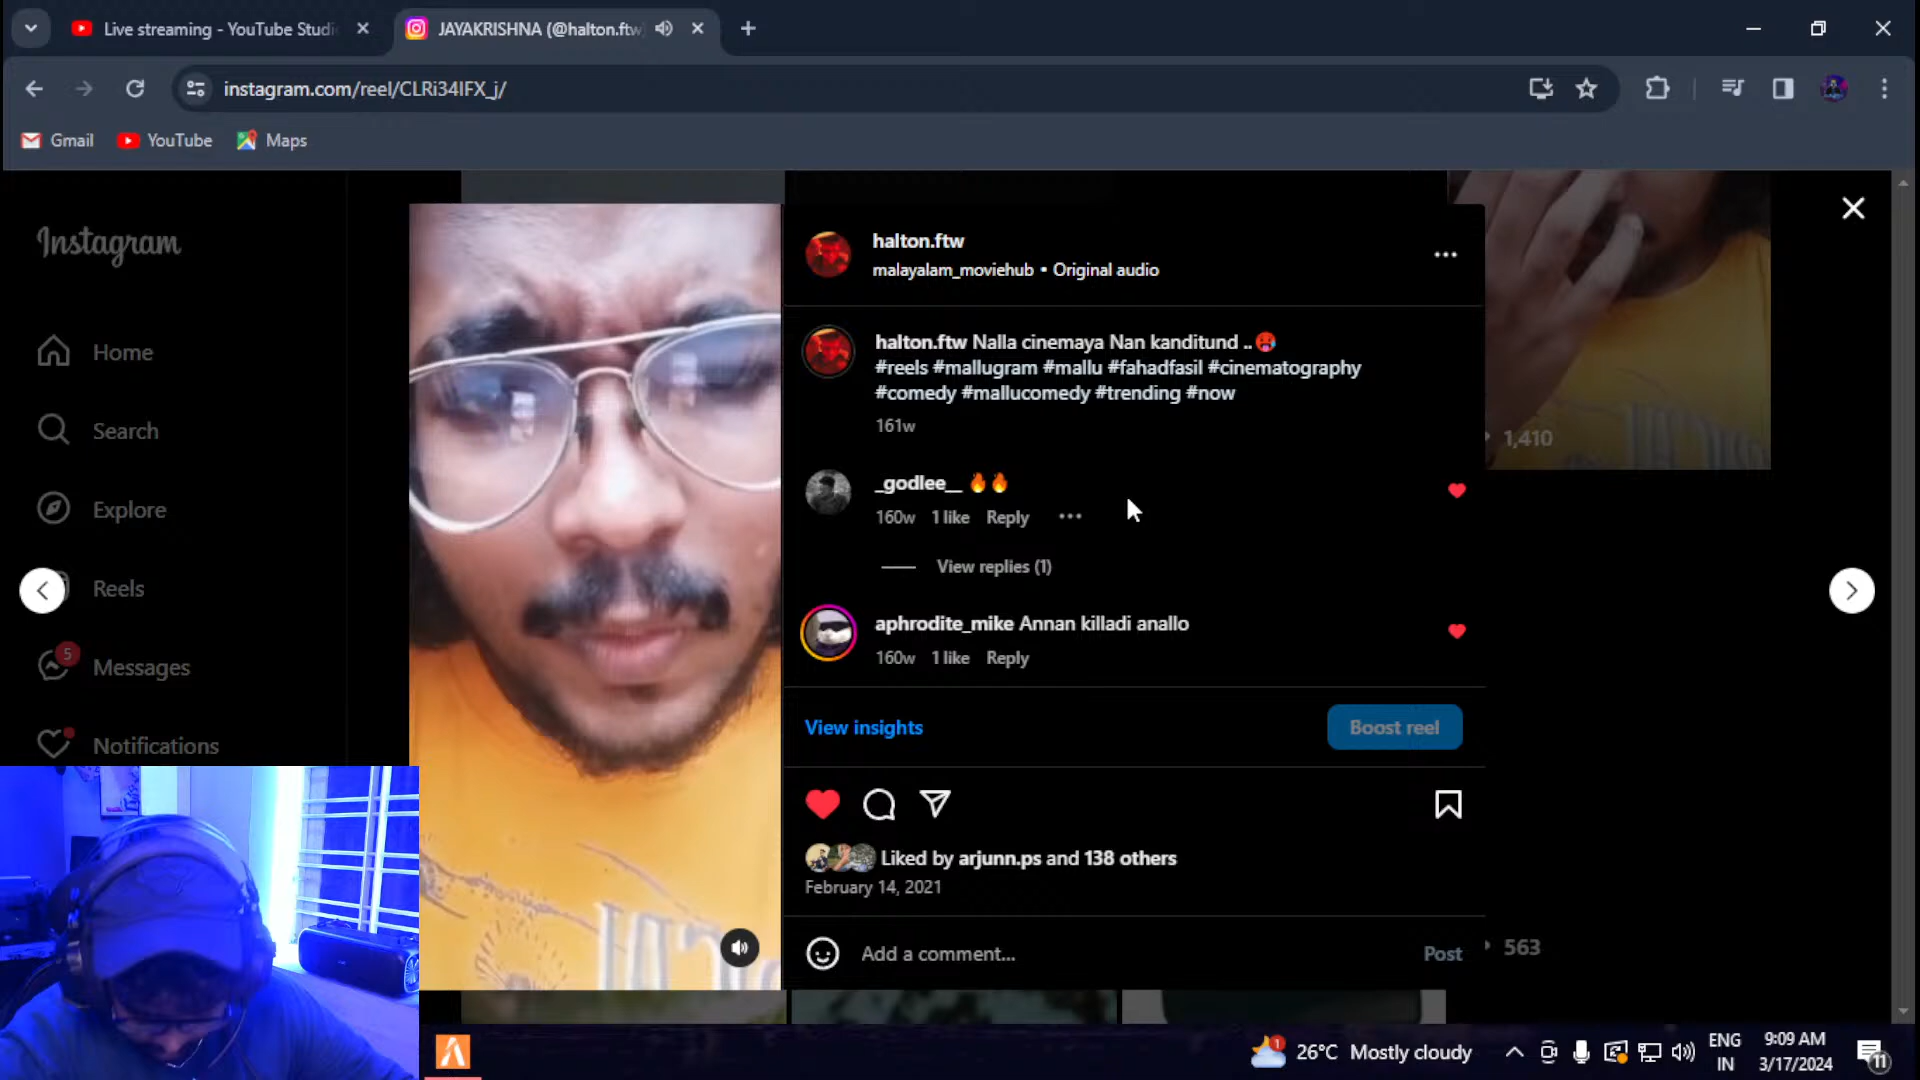 Live streaming - YouTube Studi
JAYAKRISHNA (@halton.ftw
instagram.com/reel/CLRi34IFX_j/
Gmail
YouTube
Maps
Instagram
Home
Search
Explore
Reels
5
Messages
Notifications
halton.ftw
malayalam_moviehub • Original audio
halton.ftw Nalla cinemaya Nan kanditund ..🥵
#reels #mallugram #mallu #fahadfasil #cinematography
#comedy #mallucomedy #trending #now
161w
_godlee__ 🔥🔥
160w 1 like Reply
View replies (1)
aphrodite_mike Annan killadi anallo
160w 1 like Reply
View insights
Boost reel
Liked by arjunn.ps and 138 others
February 14, 2021
Add a comment...
Post
1,410
563
1
26°C Mostly cloudy
ENG
IN
9:09 AM
3/17/2024
11